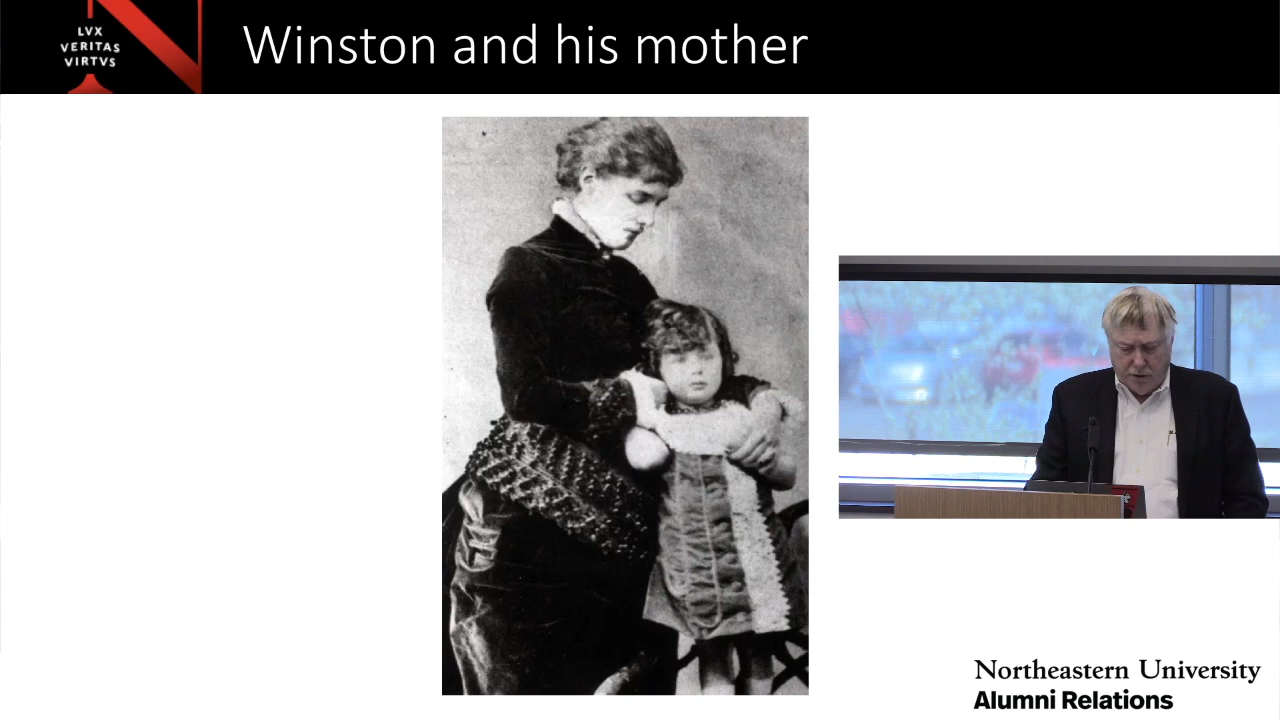 LVX
VERITAS
VIRTVS
Winston and his mother
Northeastern University
Alumni Relations